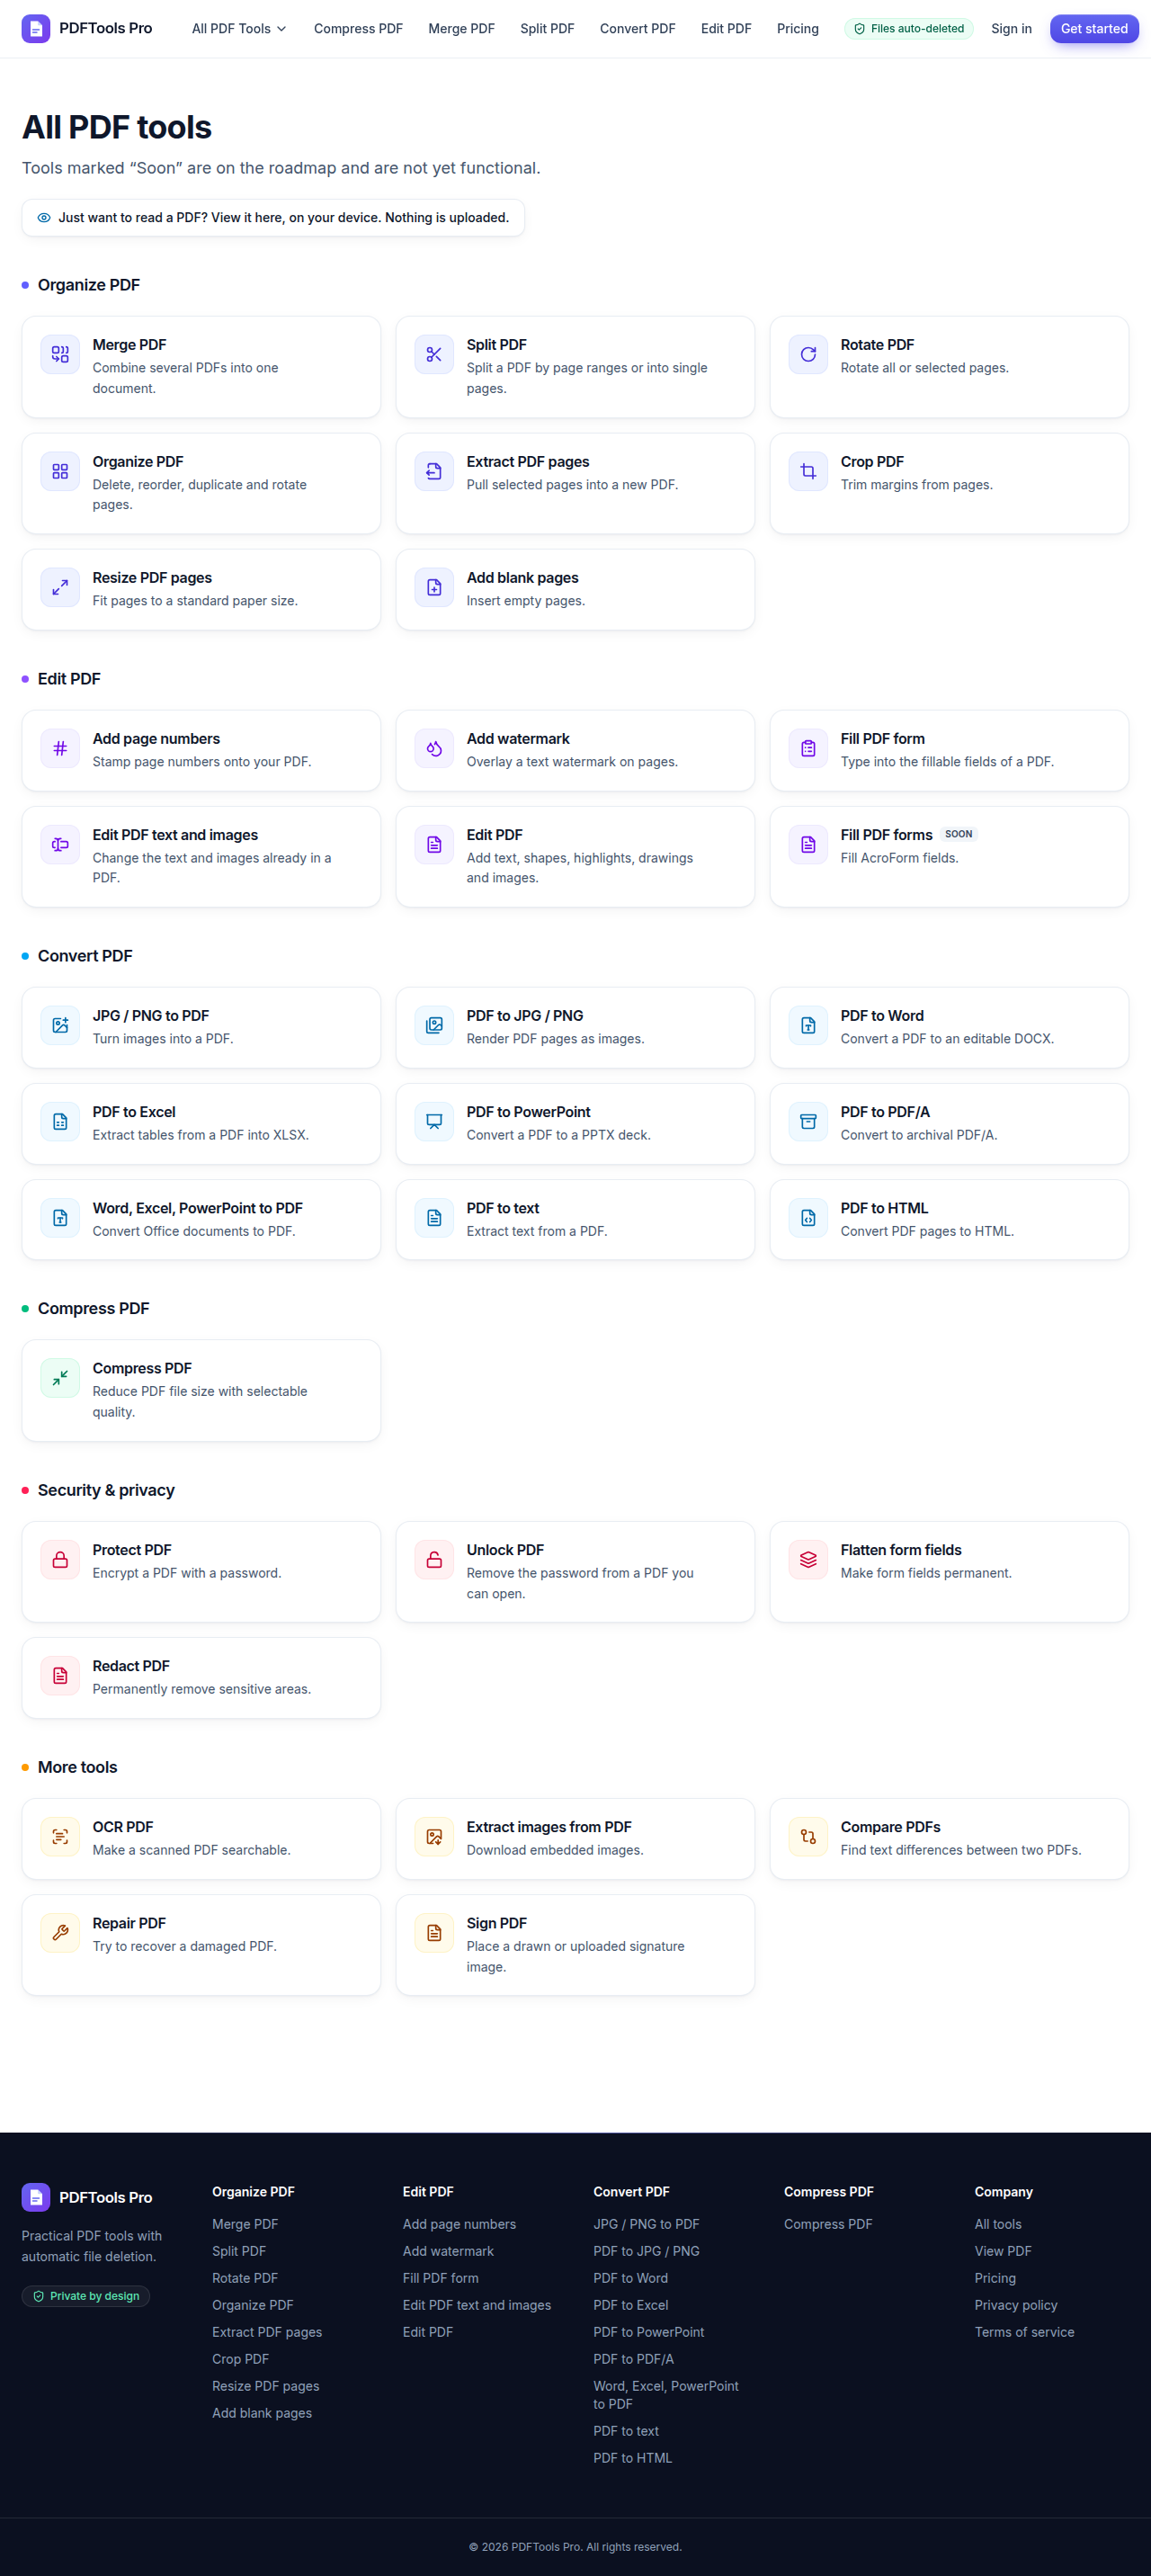 PDFTools Pro
All PDF Tools
Compress PDF
Merge PDF
Split PDF
Convert PDF
Edit PDF
Pricing
Files auto-deleted
Sign in
Get started
All PDF tools
Tools marked “Soon” are on the roadmap and are not yet functional.
Just want to read a PDF? View it here, on your device. Nothing is uploaded.
Organize PDF
Merge PDF
Combine several PDFs into one
document.
Split PDF
Split a PDF by page ranges or into single
pages.
Rotate PDF
Rotate all or selected pages.
Organize PDF
Delete, reorder, duplicate and rotate
pages.
Extract PDF pages
Pull selected pages into a new PDF.
Crop PDF
Trim margins from pages.
Resize PDF pages
Fit pages to a standard paper size.
Add blank pages
Insert empty pages.
Edit PDF
Add page numbers
Stamp page numbers onto your PDF.
Add watermark
Overlay a text watermark on pages.
Fill PDF form
Type into the fillable fields of a PDF.
Edit PDF text and images
Change the text and images already in a
PDF.
Edit PDF
Add text, shapes, highlights, drawings
and images.
Fill PDF forms SOON
Fill AcroForm fields.
Convert PDF
JPG / PNG to PDF
Turn images into a PDF.
PDF to JPG / PNG
Render PDF pages as images.
PDF to Word
Convert a PDF to an editable DOCX.
PDF to Excel
Extract tables from a PDF into XLSX.
PDF to PowerPoint
Convert a PDF to a PPTX deck.
PDF to PDF/A
Convert to archival PDF/A.
Word, Excel, PowerPoint to PDF
Convert Office documents to PDF.
PDF to text
Extract text from a PDF.
PDF to HTML
Convert PDF pages to HTML.
Compress PDF
Compress PDF
Reduce PDF file size with selectable
quality.
Security & privacy
Protect PDF
Encrypt a PDF with a password.
Unlock PDF
Remove the password from a PDF you
can open.
Flatten form fields
Make form fields permanent.
Redact PDF
Permanently remove sensitive areas.
More tools
OCR PDF
Make a scanned PDF searchable.
Extract images from PDF
Download embedded images.
Compare PDFs
Find text differences between two PDFs.
Repair PDF
Try to recover a damaged PDF.
Sign PDF
Place a drawn or uploaded signature
image.
PDFTools Pro
Practical PDF tools with
automatic file deletion.
Private by design
Organize PDF
Merge PDF
Split PDF
Rotate PDF
Organize PDF
Extract PDF pages
Crop PDF
Resize PDF pages
Add blank pages
Edit PDF
Add page numbers
Add watermark
Fill PDF form
Edit PDF text and images
Edit PDF
Convert PDF
JPG / PNG to PDF
PDF to JPG / PNG
PDF to Word
PDF to Excel
PDF to PowerPoint
PDF to PDF/A
Word, Excel, PowerPoint
to PDF
PDF to text
PDF to HTML
Compress PDF
Compress PDF
Company
All tools
View PDF
Pricing
Privacy policy
Terms of service
© 2026 PDFTools Pro. All rights reserved.